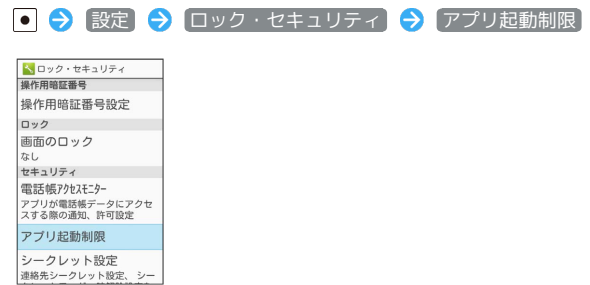 設定 ロック・セキュリティ アプリ起動制限
ロック・セキュリティ
操作用暗証番号
操作用暗証番号設定
ロック
画面のロック
なし
セキュリティ
電話帳ｱｸｾｽﾓﾆﾀｰ
アプリが電話帳データにアクセ
スする際の通知、許可設定
アプリ起動制限
シークレット設定
連絡先シークレット設定、シー